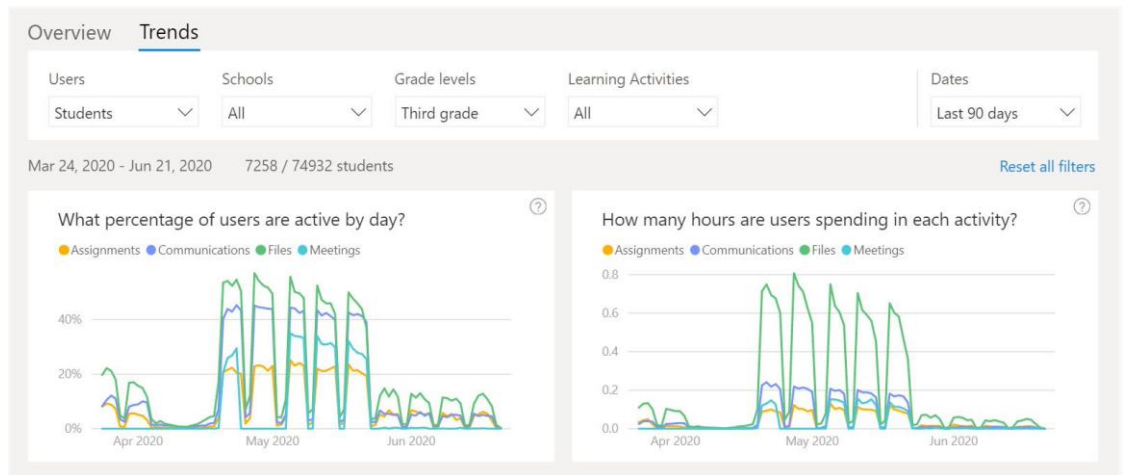 Overview Trends
Users Schools Grade levels Learning Activities Dates
Students All Third grade All Last 90 days
Mar 24, 2020 - Jun 21, 2020 7258 / 74932 students Reset all filters
What percentage of users are active by day?
Assignments Communications Files Meetings
40%
20%
0%
Apr 2020 May 2020 Jun 2020
How many hours are users spending in each activity?
Assignments Communications Files Meetings
0.8
0.6
0.4
0.2
0.0
Apr 2020 May 2020 Jun 2020